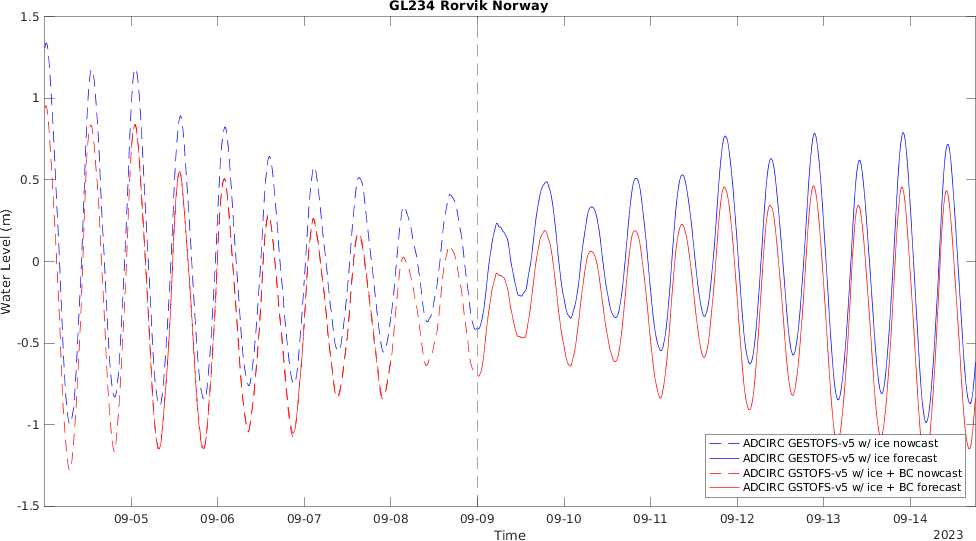 GL234 Rorvik Norway
1.5
1
0.5
0
-0.5
-1
-1.5
Water Level (m)
ADCIRC GESTOFS-v5 w/ ice nowcast
ADCIRC GESTOFS-v5 w/ ice forecast
ADCIRC GSTOFS-v5 w/ ice + BC nowcast
ADCIRC GSTOFS-v5 w/ ice + BC forecast
09-05 09-06 09-07 09-08 09-09 09-10 09-11 09-12 09-13 09-14
Time
2023